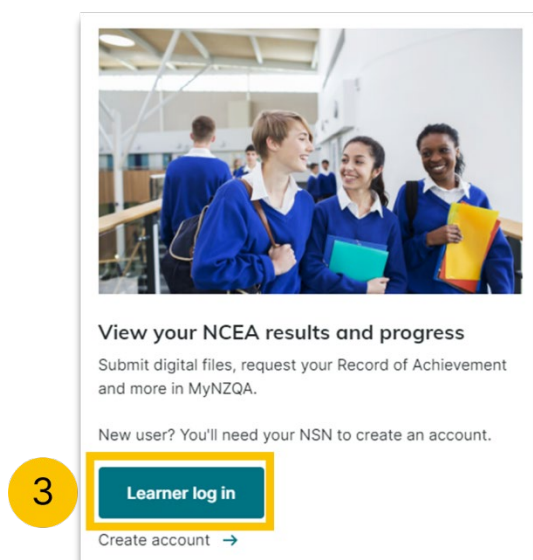 View your NCEA results and progress
Submit digital files, request your Record of Achievement
and more in MyNZQA.
New user? You'll need your NSN to create an account.
3
Learner log in
Create account →